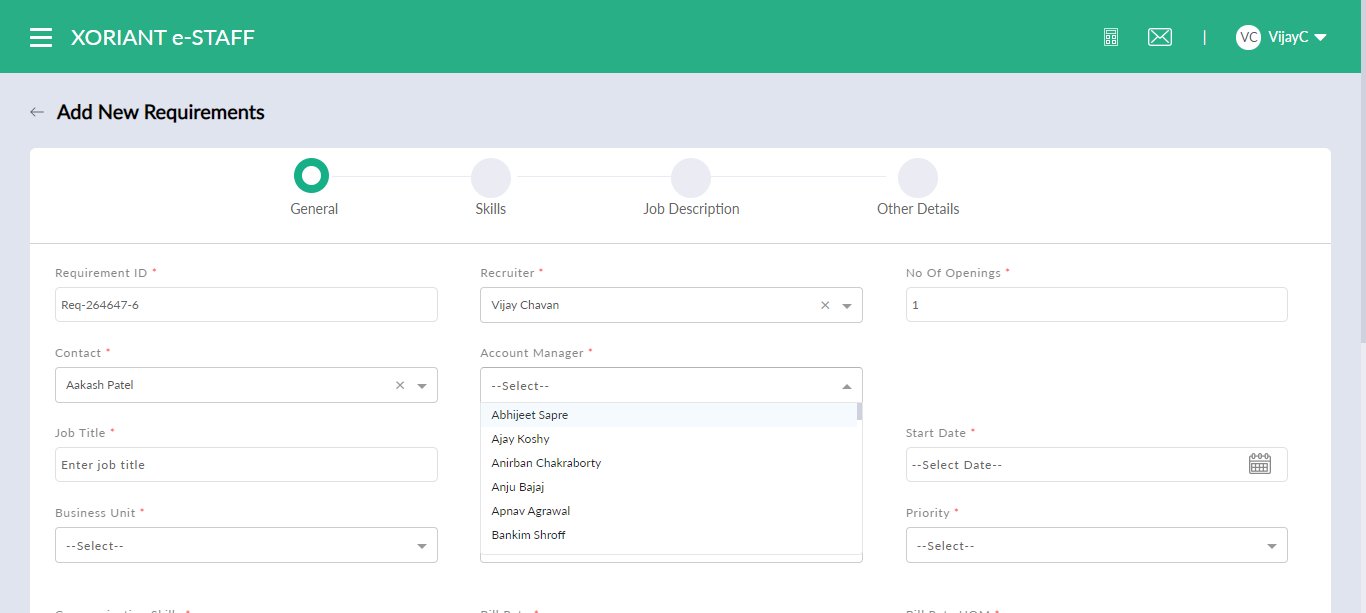 XORIANT e-STAFF
| VC VijayC
Add New Requirements
General Skills Job Description Other Details
Requirement ID * Recruiter * No Of Openings *
Req-264647-6 Vijay Chavan × 1
Contact * Account Manager *
Aakash Patel × --Select--
Abhijeet Sapre
Ajay Koshy
Job Title * Start Date *
Enter job title Anirban Chakraborty --Select Date--
Anju Bajaj
Business Unit * Apnav Agrawal Priority *
--Select-- Bankim Shroff --Select--